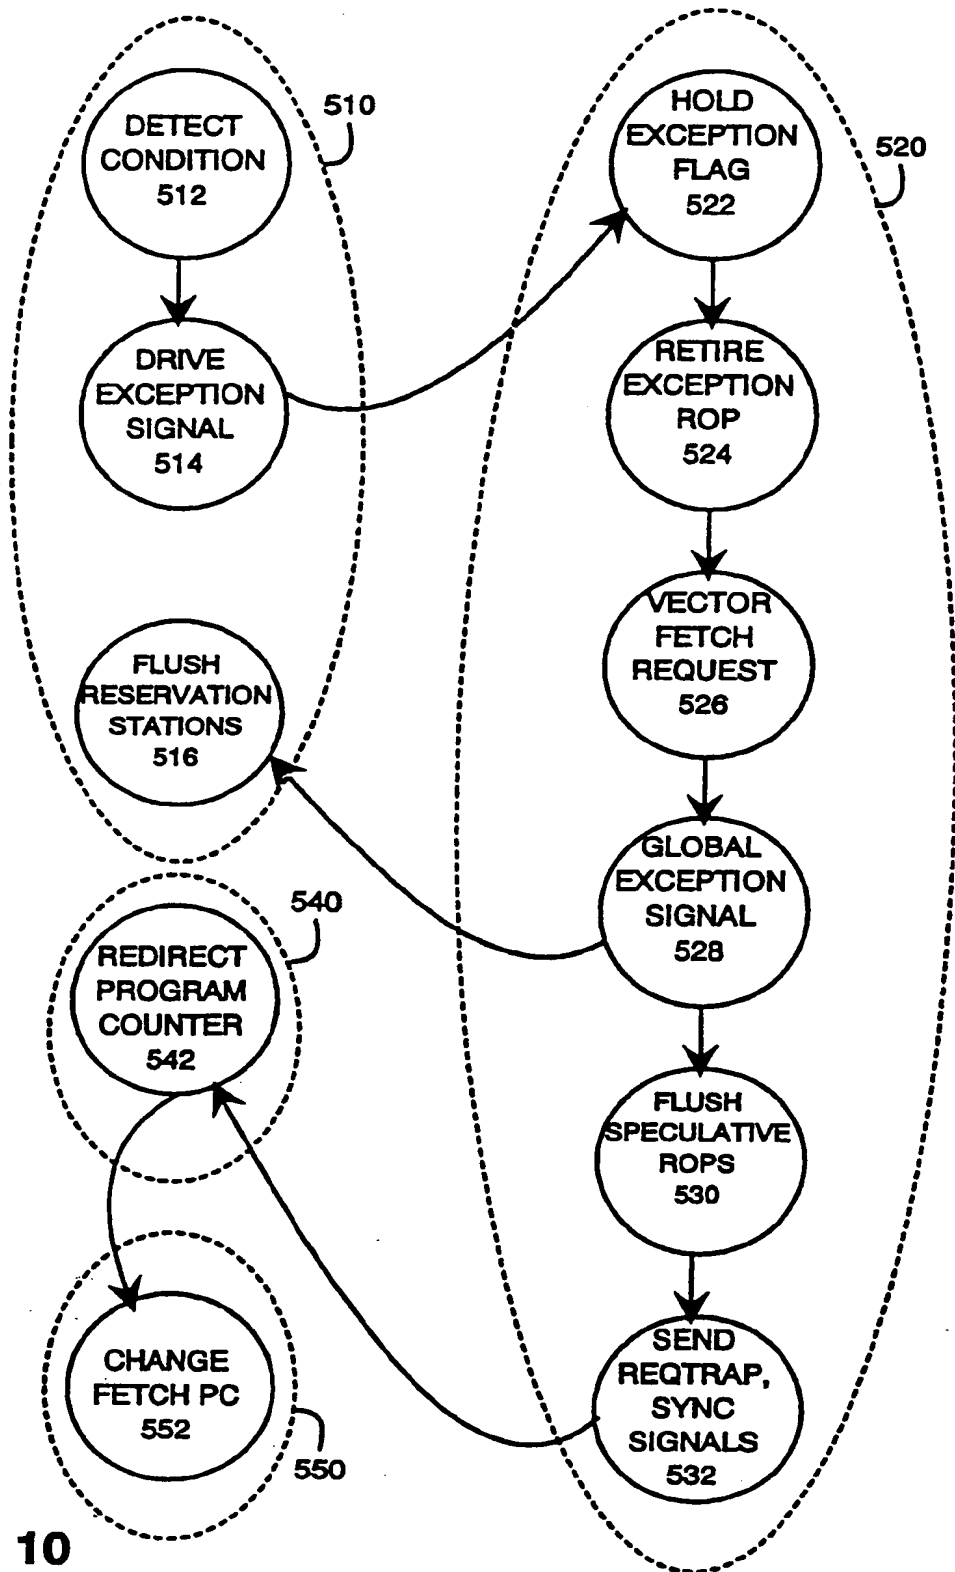 DETECT
CONDITION
512
510
DRIVE
EXCEPTION
SIGNAL
514
FLUSH
RESERVATION
STATIONS
516
HOLD
EXCEPTION
FLAG
522
520
RETIRE
EXCEPTION
ROP
524
VECTOR
FETCH
REQUEST
526
GLOBAL
EXCEPTION
SIGNAL
528
FLUSH
SPECULATIVE
ROPS
530
SEND
REQTRAP,
SYNC
SIGNALS
532
540
REDIRECT
PROGRAM
COUNTER
542
CHANGE
FETCH PC
552
550
10